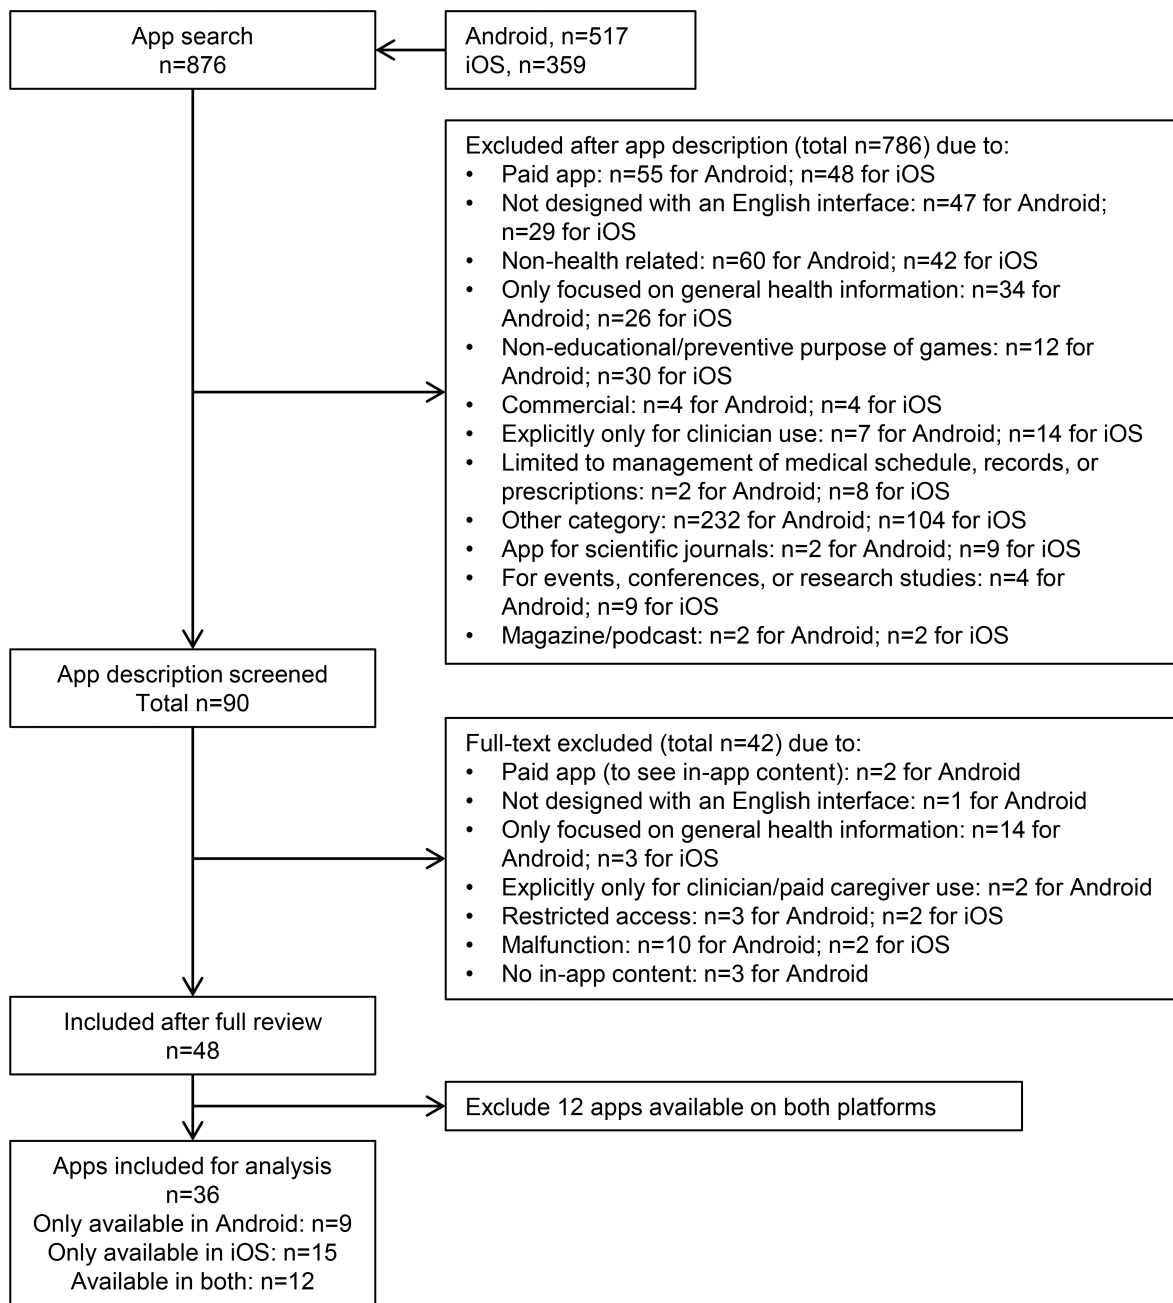 App search
n=876
Android, n=517
iOS, n=359
Excluded after app description (total n=786) due to:
• Paid app: n=55 for Android; n=48 for iOS
• Not designed with an English interface: n=47 for Android;
n=29 for iOS
• Non-health related: n=60 for Android; n=42 for iOS
• Only focused on general health information: n=34 for
Android; n=26 for iOS
• Non-educational/preventive purpose of games: n=12 for
Android; n=30 for iOS
• Commercial: n=4 for Android; n=4 for iOS
• Explicitly only for clinician use: n=7 for Android; n=14 for iOS
• Limited to management of medical schedule, records, or
prescriptions: n=2 for Android; n=8 for iOS
• Other category: n=232 for Android; n=104 for iOS
• App for scientific journals: n=2 for Android; n=9 for iOS
• For events, conferences, or research studies: n=4 for
Android; n=9 for iOS
• Magazine/podcast: n=2 for Android; n=2 for iOS
App description screened
Total n=90
Full-text excluded (total n=42) due to:
• Paid app (to see in-app content): n=2 for Android
• Not designed with an English interface: n=1 for Android
• Only focused on general health information: n=14 for
Android; n=3 for iOS
• Explicitly only for clinician/paid caregiver use: n=2 for Android
• Restricted access: n=3 for Android; n=2 for iOS
• Malfunction: n=10 for Android; n=2 for iOS
• No in-app content: n=3 for Android
Included after full review
n=48
Exclude 12 apps available on both platforms
Apps included for analysis
n=36
Only available in Android: n=9
Only available in iOS: n=15
Available in both: n=12